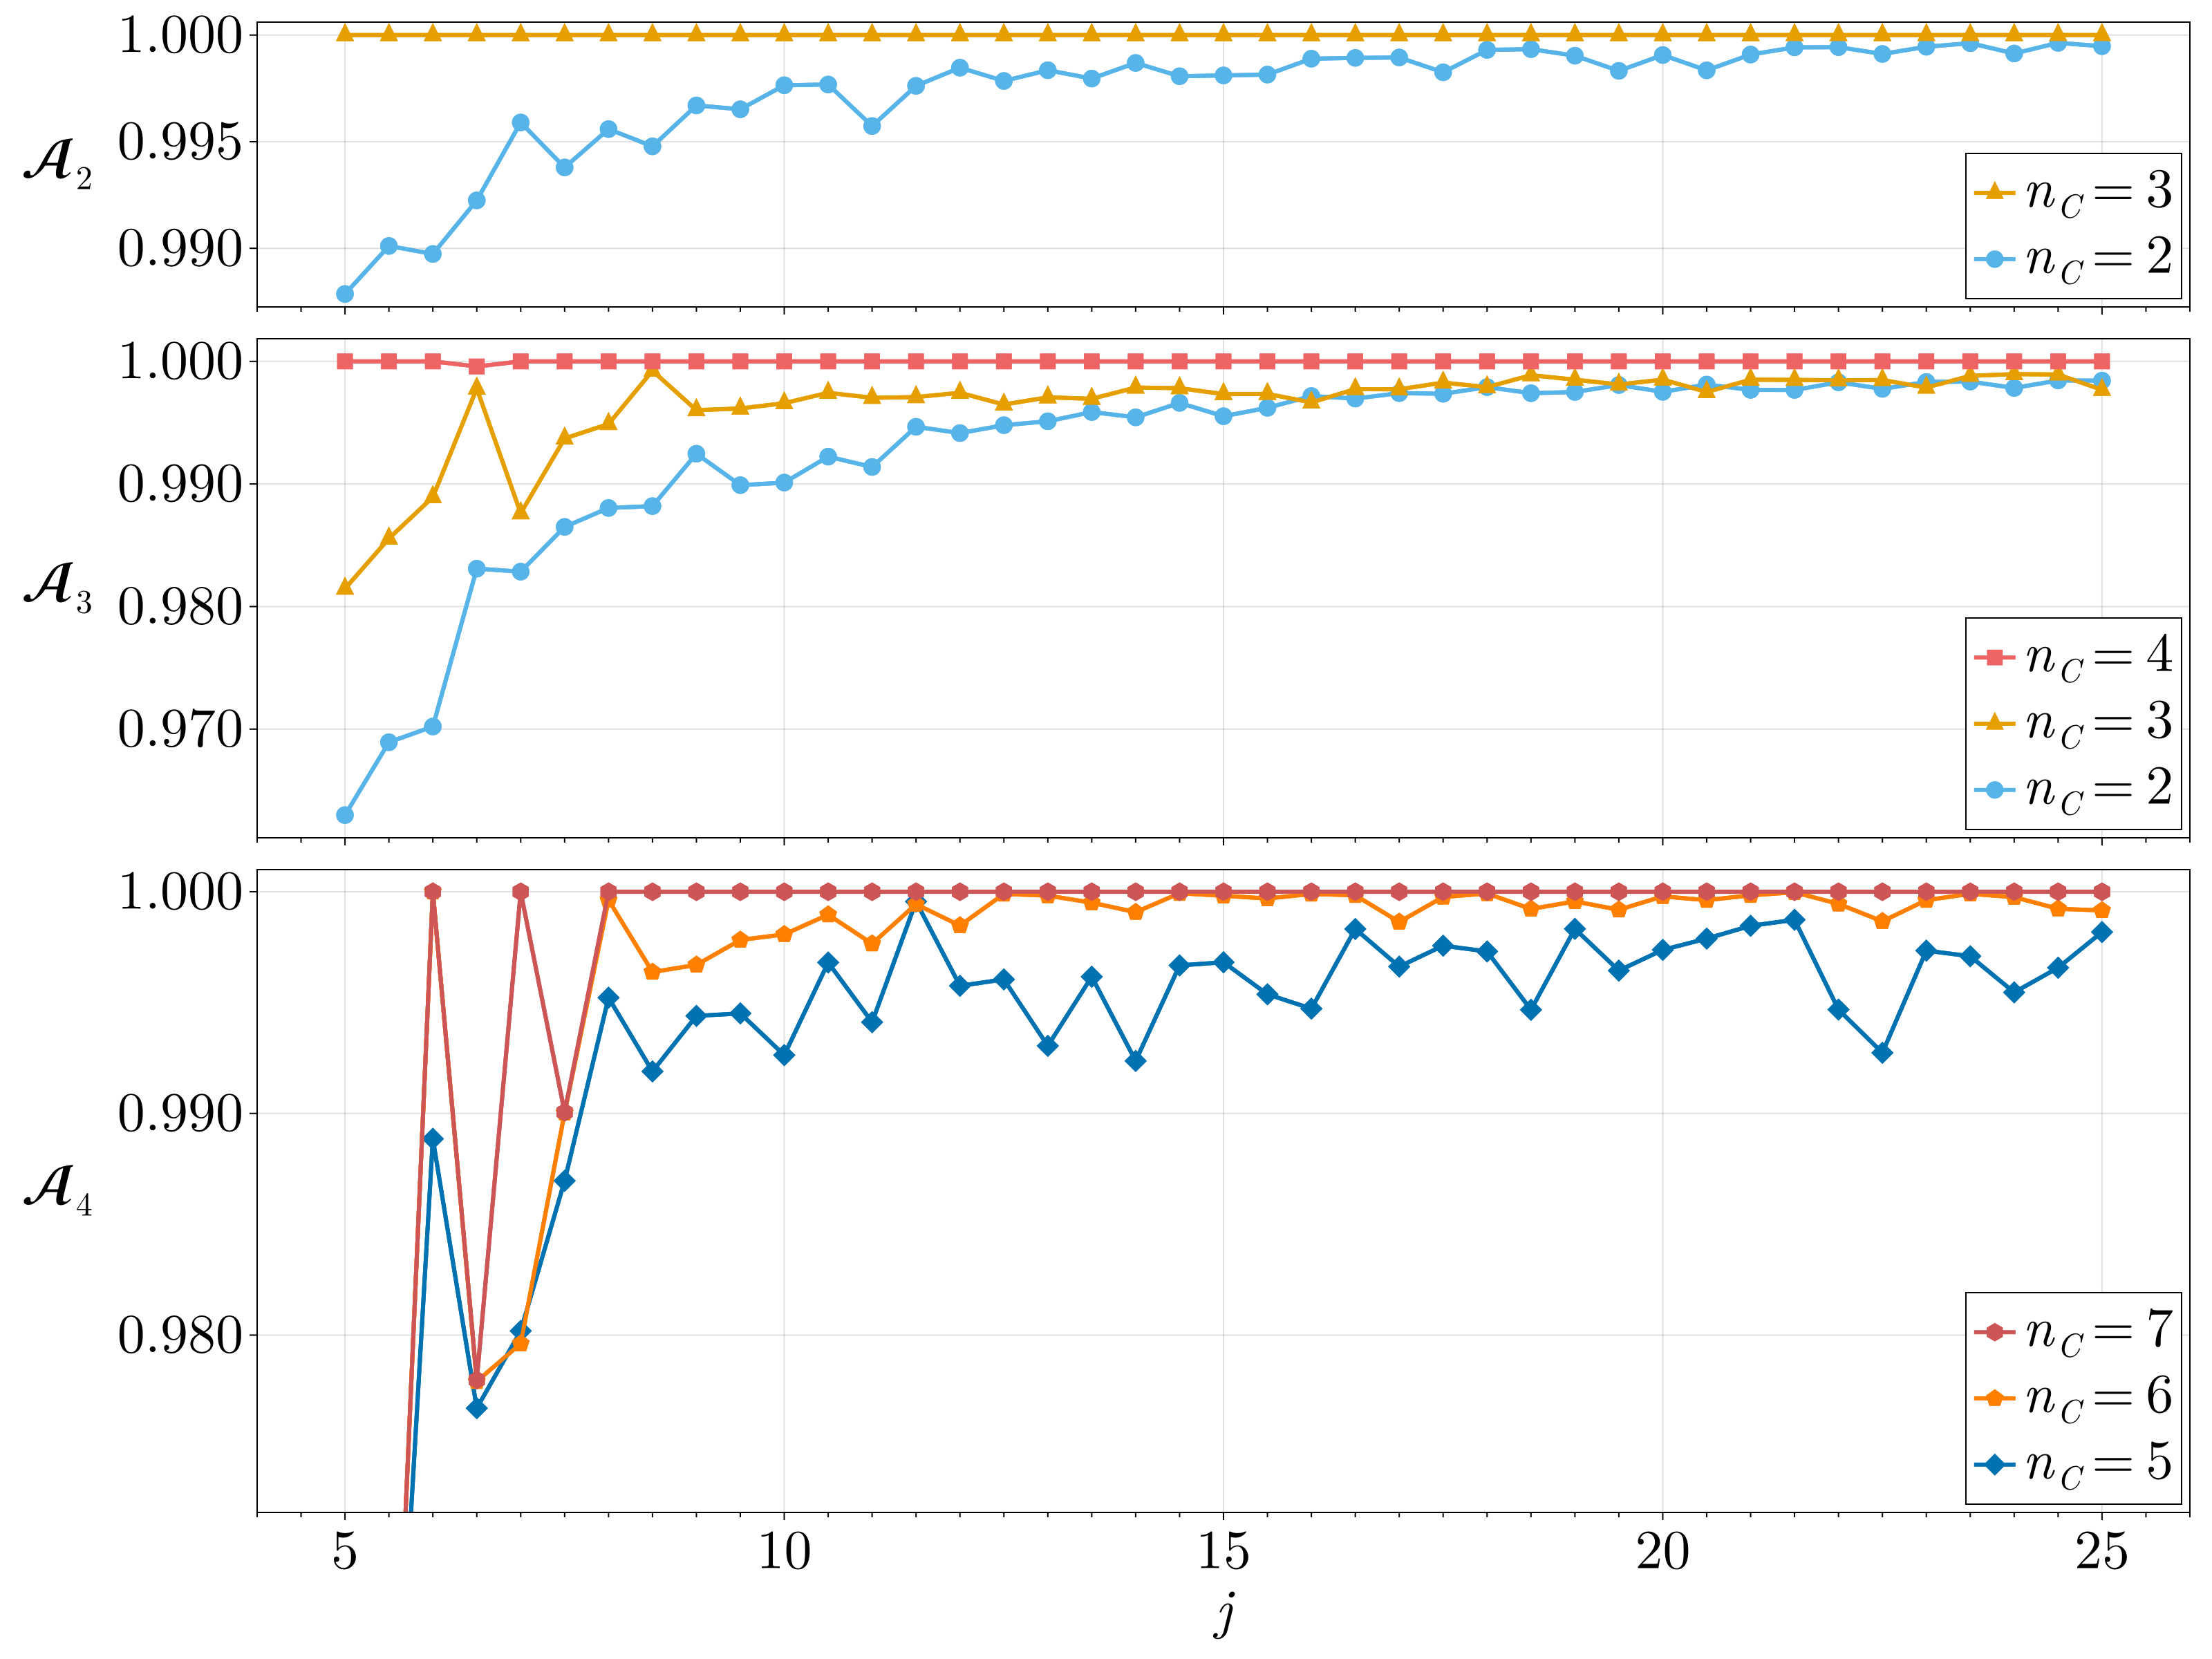 1.000
0.995
0.990
𝓐₂
n_C = 3
n_C = 2
1.000
0.990
0.980
0.970
𝓐₃
n_C = 4
n_C = 3
n_C = 2
1.000
0.990
0.980
𝓐₄
n_C = 7
n_C = 6
n_C = 5
5 10 15 20 25
j